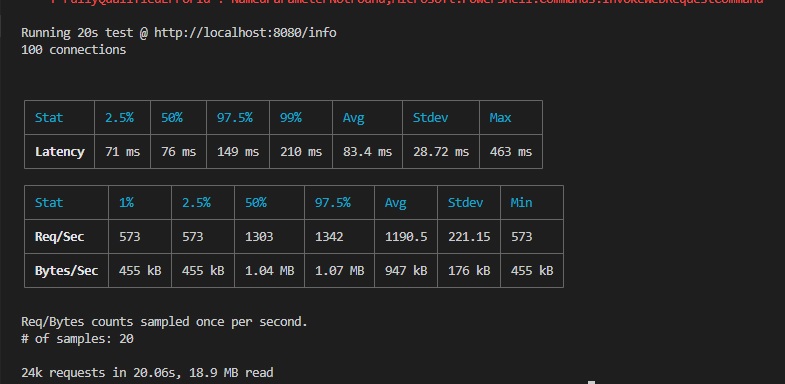 + FullyQualifiedErrorId : NamedParameterNotFound,Microsoft.PowerShell.Commands.InvokeWebRequestCommand
Running 20s test @ http://localhost:8080/info
100 connections
Stat 2.5% 50% 97.5% 99% Avg Stdev Max
Latency 71 ms 76 ms 149 ms 210 ms 83.4 ms 28.72 ms 463 ms
Stat 1% 2.5% 50% 97.5% Avg Stdev Min
Req/Sec 573 573 1303 1342 1190.5 221.15 573
Bytes/Sec 455 kB 455 kB 1.04 MB 1.07 MB 947 kB 176 kB 455 kB
Req/Bytes counts sampled once per second.
# of samples: 20
24k requests in 20.06s, 18.9 MB read